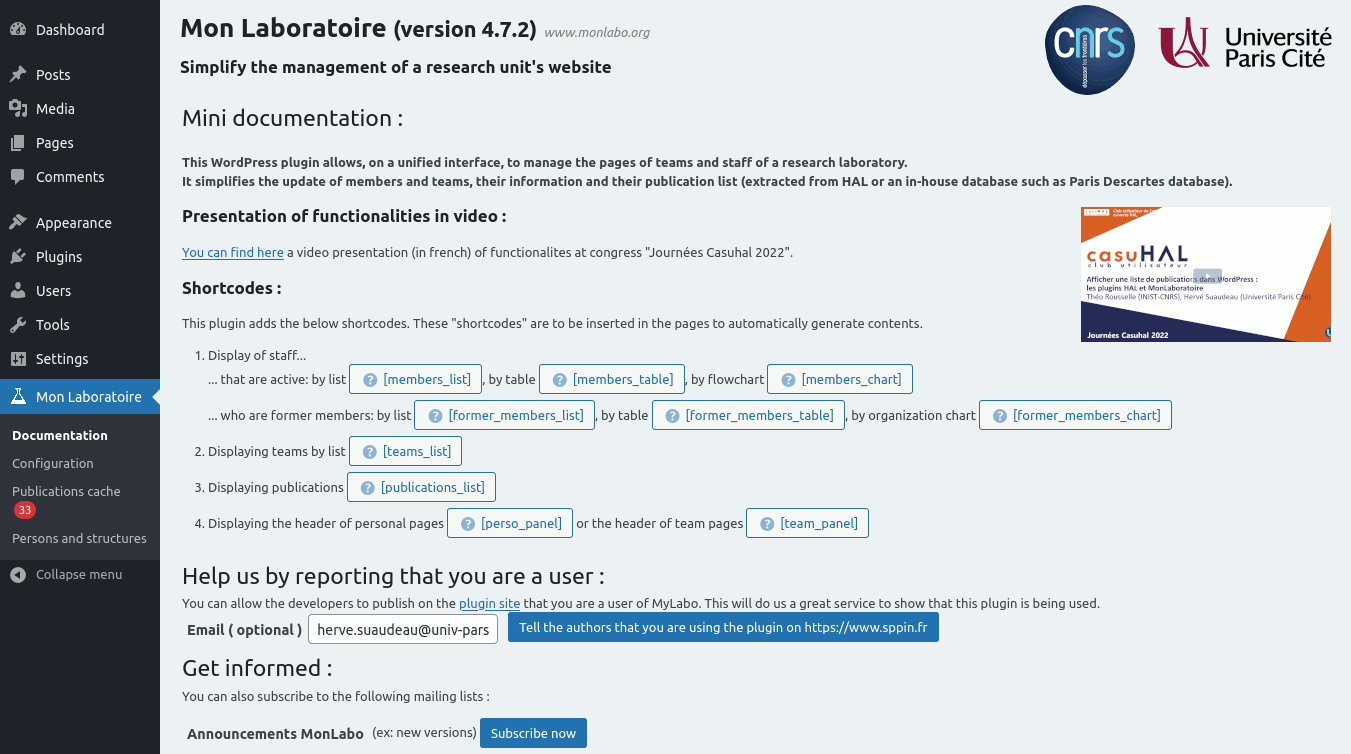 Dashboard
Posts
Media
Pages
Comments
Appearance
Plugins
Users
Tools
Settings
Mon Laboratoire
Documentation
Configuration
Publications cache
33
Persons and structures
Collapse menu
Mon Laboratoire (version 4.7.2) www.monlabo.org
Simplify the management of a research unit's website
cnrs
dépasser les frontières
Université
Paris Cité
Mini documentation :
This WordPress plugin allows, on a unified interface, to manage the pages of teams and staff of a research laboratory.
It simplifies the update of members and teams, their information and their publication list (extracted from HAL or an in-house database such as Paris Descartes database).
Presentation of functionalities in video :
You can find here a video presentation (in french) of functionalites at congress "Journées Casuhal 2022".
casuHAL
club utilisateur
Afficher une liste de publications dans WordPress :
les plugins HAL et MonLaboratoire
Théo Rousselle (INIST-CNRS), Hervé Suaudeau (Université Paris Cité)
Journées Casuhal 2022
Shortcodes :
This plugin adds the below shortcodes. These "shortcodes" are to be inserted in the pages to automatically generate contents.
1. Display of staff...
... that are active: by list ? [members_list], by table ? [members_table], by flowchart ? [members_chart]
... who are former members: by list ? [former_members_list], by table ? [former_members_table], by organization chart ? [former_members_chart]
2. Displaying teams by list ? [teams_list]
3. Displaying publications ? [publications_list]
4. Displaying the header of personal pages ? [perso_panel] or the header of team pages ? [team_panel]
Help us by reporting that you are a user :
You can allow the developers to publish on the plugin site that you are a user of MyLabo. This will do us a great service to show that this plugin is being used.
Email ( optional ) herve.suaudeau@univ-pars Tell the authors that you are using the plugin on https://www.sppin.fr
Get informed :
You can also subscribe to the following mailing lists :
Announcements MonLabo (ex: new versions) Subscribe now